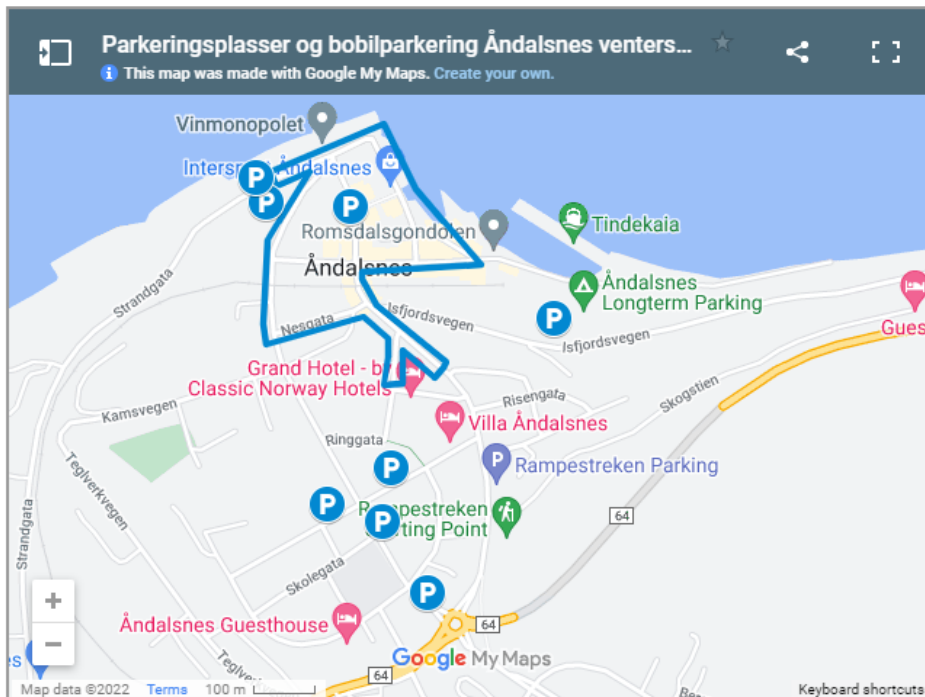 Parkeringsplasser og bobilparkering Åndalsnes venters...
This map was made with Google My Maps. Create your own.
Vinmonopolet
P
Intersport Åndalsnes
P
P
Romsdalsgondolen
Tindekaia
Åndalsnes
Åndalsnes
Longterm Parking
Strandgata
Nesgata
Isfjordsvegen
P
Isfjordsvegen
Gues
Grand Hotel - by
Classic Norway Hotels
Risengata
Skogstien
Kamsvegen
Villa Åndalsnes
Ringgata
Teglverkvegen
P
P
Rampestreken Parking
P
Rampestreken
Starting Point
P
64
Strandgata
Skolegata
P
+
−
Åndalsnes Guesthouse
64
64
es
Teglve
Google My Maps
64
Map data ©2022
Terms
100 m
Keyboard shortcuts